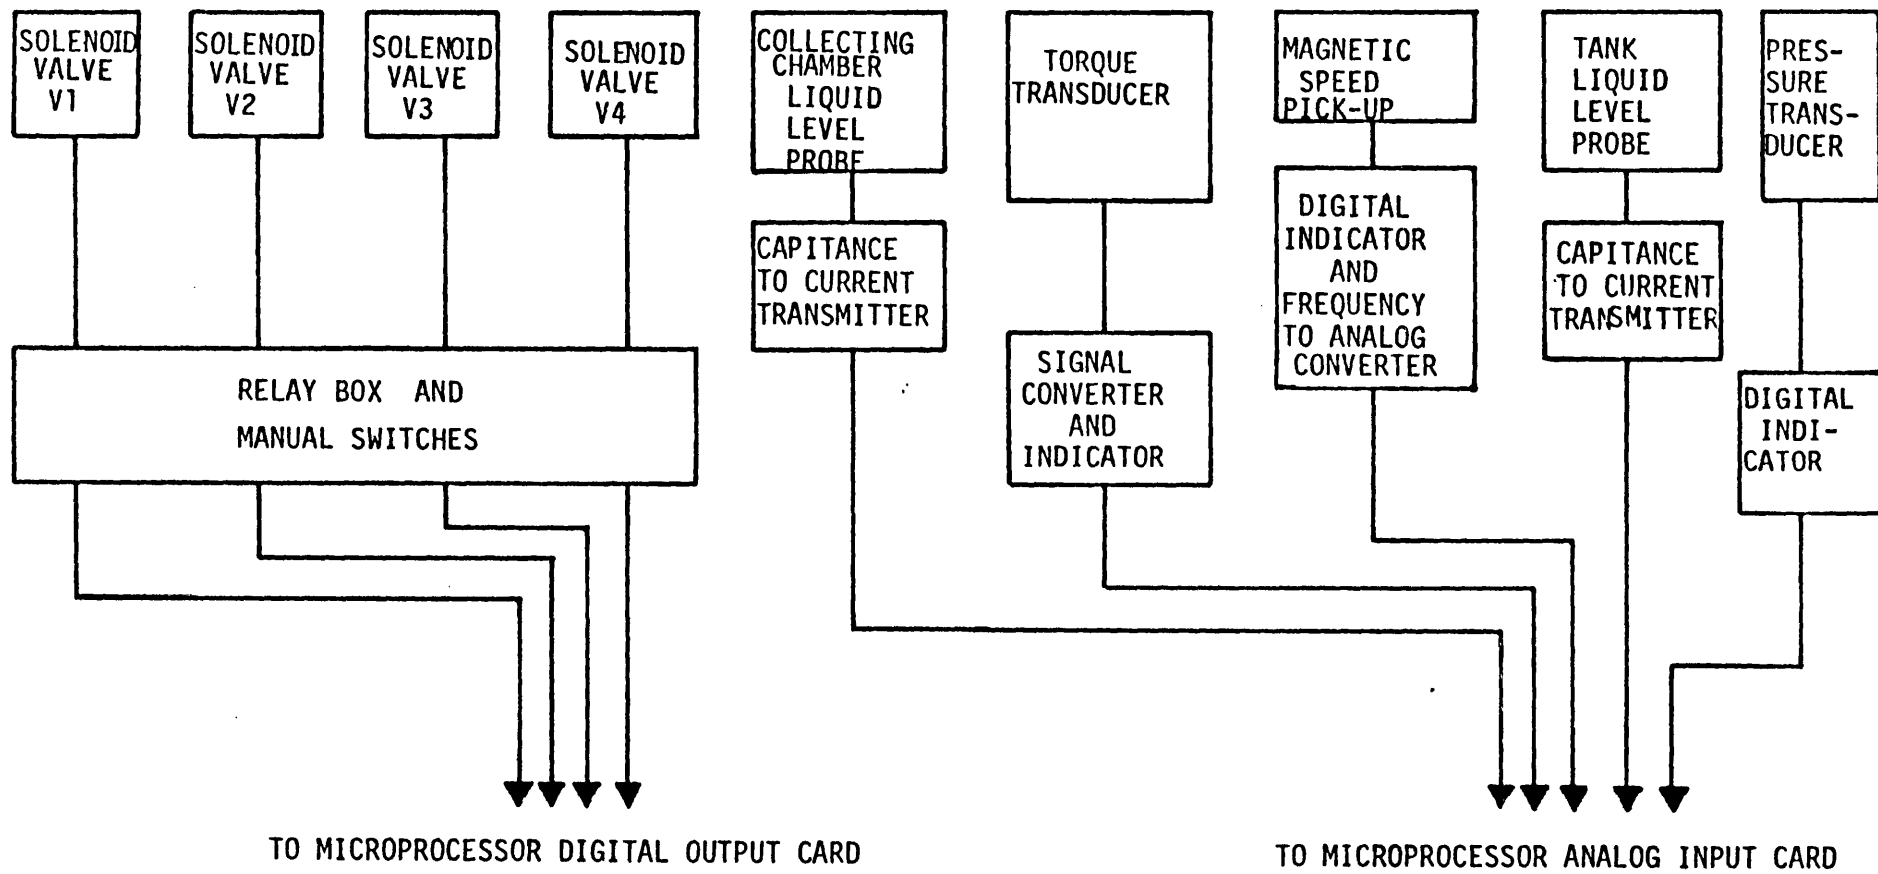 SOLENOID
VALVE
V1
SOLENOID
VALVE
V2
SOLENOID
VALVE
V3
SOLENOID
VALVE
V4
COLLECTING
CHAMBER
LIQUID
LEVEL
PROBE
TORQUE
TRANSDUCER
MAGNETIC
SPEED
PICK-UP
TANK
LIQUID
LEVEL
PROBE
PRES-
SURE
TRANS-
DUCER
CAPITANCE
TO CURRENT
TRANSMITTER
DIGITAL
INDICATOR
AND
FREQUENCY
TO ANALOG
CONVERTER
CAPITANCE
TO CURRENT
TRANSMITTER
RELAY BOX AND
MANUAL SWITCHES
SIGNAL
CONVERTER
AND
INDICATOR
DIGITAL
INDI-
CATOR
TO MICROPROCESSOR DIGITAL OUTPUT CARD
TO MICROPROCESSOR ANALOG INPUT CARD